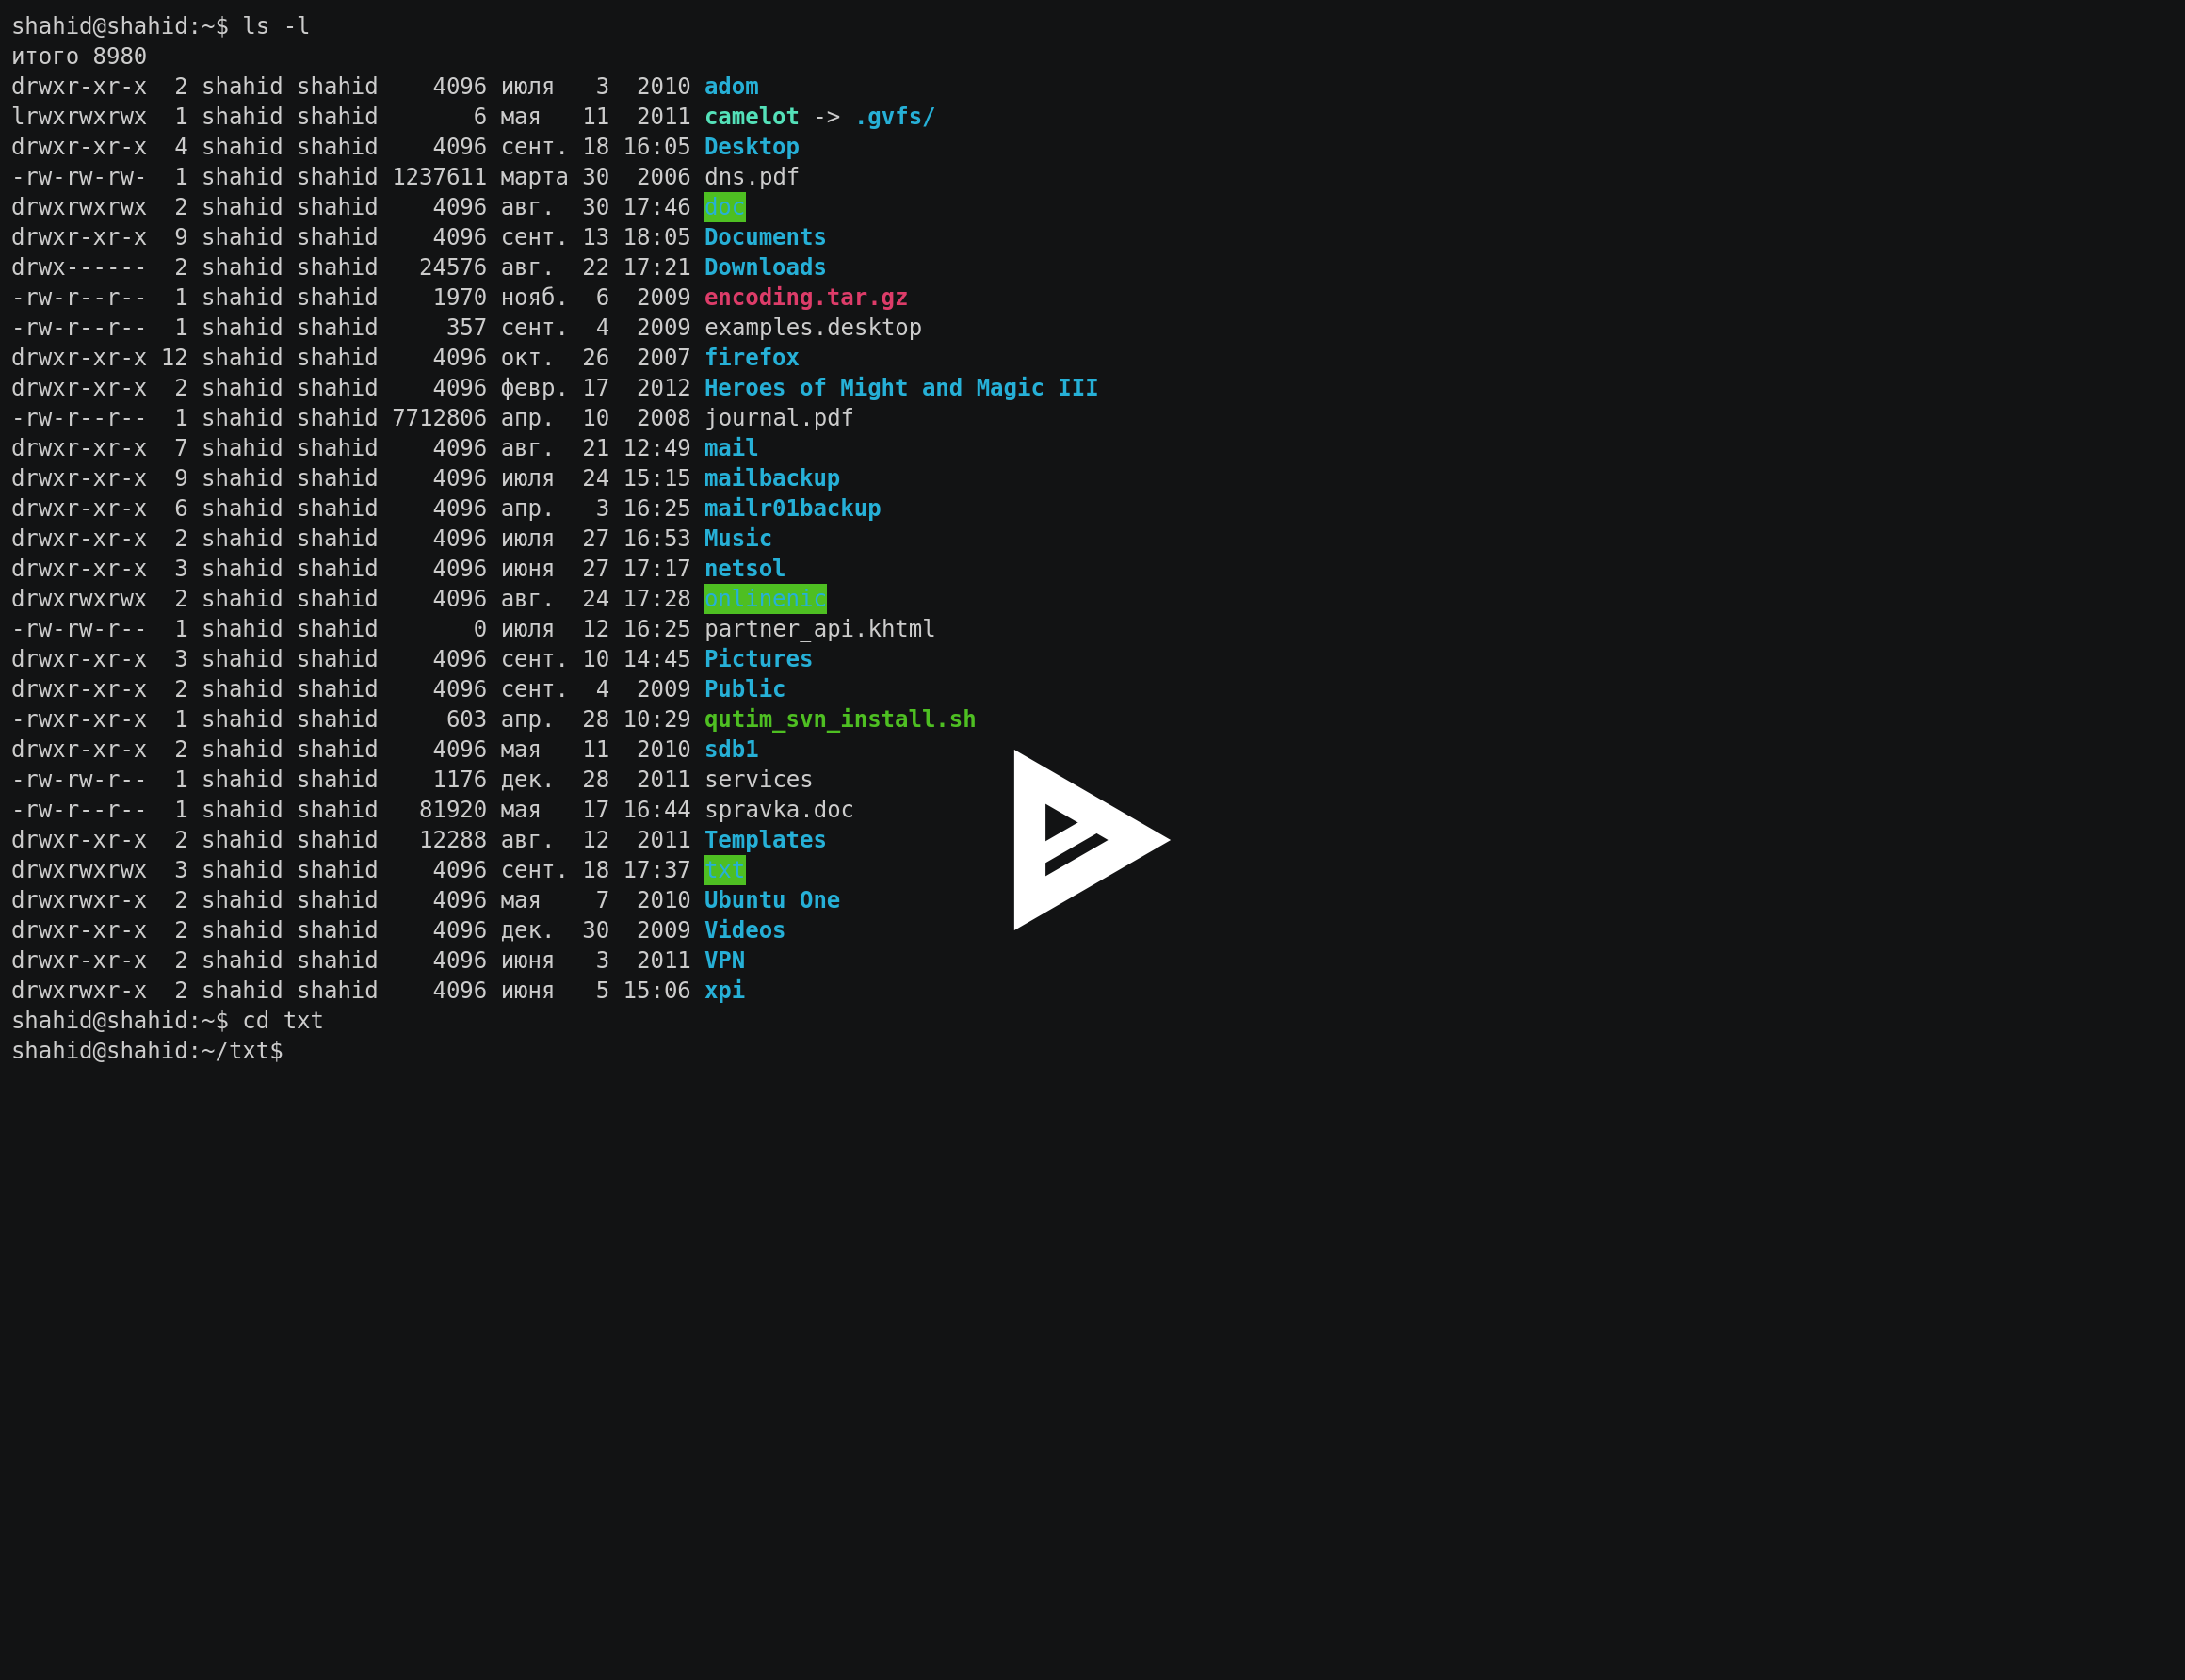 shahid@shahid:~$ ls -l
итого 8980
drwxr-xr-x  2 shahid shahid    4096 июля   3  2010 adom
lrwxrwxrwx  1 shahid shahid       6 мая   11  2011 camelot -> .gvfs/
drwxr-xr-x  4 shahid shahid    4096 сент. 18 16:05 Desktop
-rw-rw-rw-  1 shahid shahid 1237611 марта 30  2006 dns.pdf
drwxrwxrwx  2 shahid shahid    4096 авг.  30 17:46 doc
drwxr-xr-x  9 shahid shahid    4096 сент. 13 18:05 Documents
drwx------  2 shahid shahid   24576 авг.  22 17:21 Downloads
-rw-r--r--  1 shahid shahid    1970 нояб.  6  2009 encoding.tar.gz
-rw-r--r--  1 shahid shahid     357 сент.  4  2009 examples.desktop
drwxr-xr-x 12 shahid shahid    4096 окт.  26  2007 firefox
drwxr-xr-x  2 shahid shahid    4096 февр. 17  2012 Heroes of Might and Magic III
-rw-r--r--  1 shahid shahid 7712806 апр.  10  2008 journal.pdf
drwxr-xr-x  7 shahid shahid    4096 авг.  21 12:49 mail
drwxr-xr-x  9 shahid shahid    4096 июля  24 15:15 mailbackup
drwxr-xr-x  6 shahid shahid    4096 апр.   3 16:25 mailr01backup
drwxr-xr-x  2 shahid shahid    4096 июля  27 16:53 Music
drwxr-xr-x  3 shahid shahid    4096 июня  27 17:17 netsol
drwxrwxrwx  2 shahid shahid    4096 авг.  24 17:28 onlinenic
-rw-rw-r--  1 shahid shahid       0 июля  12 16:25 partner_api.khtml
drwxr-xr-x  3 shahid shahid    4096 сент. 10 14:45 Pictures
drwxr-xr-x  2 shahid shahid    4096 сент.  4  2009 Public
-rwxr-xr-x  1 shahid shahid     603 апр.  28 10:29 qutim_svn_install.sh
drwxr-xr-x  2 shahid shahid    4096 мая   11  2010 sdb1
-rw-rw-r--  1 shahid shahid    1176 дек.  28  2011 services
-rw-r--r--  1 shahid shahid   81920 мая   17 16:44 spravka.doc
drwxr-xr-x  2 shahid shahid   12288 авг.  12  2011 Templates
drwxrwxrwx  3 shahid shahid    4096 сент. 18 17:37 txt
drwxrwxr-x  2 shahid shahid    4096 мая    7  2010 Ubuntu One
drwxr-xr-x  2 shahid shahid    4096 дек.  30  2009 Videos
drwxr-xr-x  2 shahid shahid    4096 июня   3  2011 VPN
drwxrwxr-x  2 shahid shahid    4096 июня   5 15:06 xpi
shahid@shahid:~$ cd txt
shahid@shahid:~/txt$